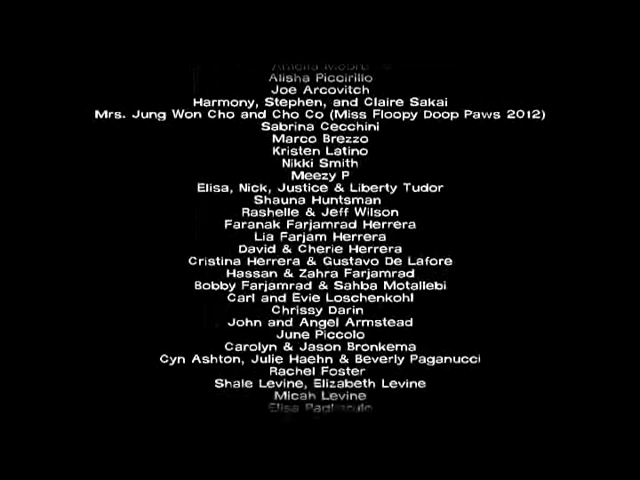 Alisha Piccirillo
Joe Arcovitch
Harmony, Stephen, and Claire Sakai
Mrs. Jung Won Cho and Cho Co (Miss Floopy Doop Paws 2012)
Sabrina Cecchini
Marco Brezzo
Kristen Latino
Nikki Smith
Meezy P
Elisa, Nick, Justice & Liberty Tudor
Shauna Huntsman
Rashelle & Jeff Wilson
Faranak Farjamrad Herrera
Lia Farjam Herrera
David & Cherie Herrera
Cristina Herrera & Gustavo De Lafore
Hassan & Zahra Farjamrad
Bobby Farjamrad & Sahba Motallebi
Carl and Evie Loschenkohl
Chrissy Darin
John and Angel Armstead
June Piccolo
Carolyn & Jason Bronkema
Cyn Ashton, Julie Haehn & Beverly Paganucci
Rachel Foster
Shale Levine, Elizabeth Levine
Micah Levine
Elisa